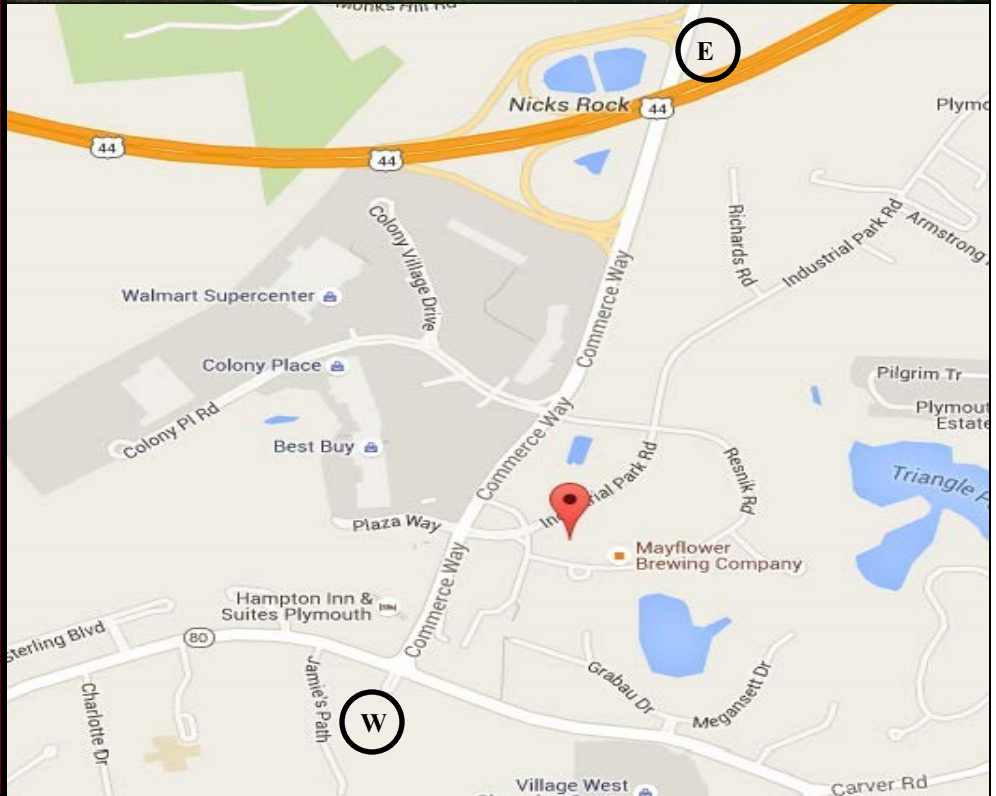 Monks Hill Rd
E
Nicks Rock
44
44
44
Plymo
Richards Rd
Industrial Park Rd
Armstrong
Colony Village Drive
Walmart Supercenter
Commerce Way
Colony Place
Pilgrim Tr
Plymout
Estate
Colony Pl Rd
Commerce Way
Best Buy
Resnik Rd
Triangle P
Industrial Park Rd
Plaza Way
Mayflower
Brewing Company
Commerce Way
Hampton Inn &
Suites Plymouth
Sterling Blvd
80
Jamie's Path
Charlotte Dr
Grabau Dr
Megansett Dr
W
Village West
Carver Rd